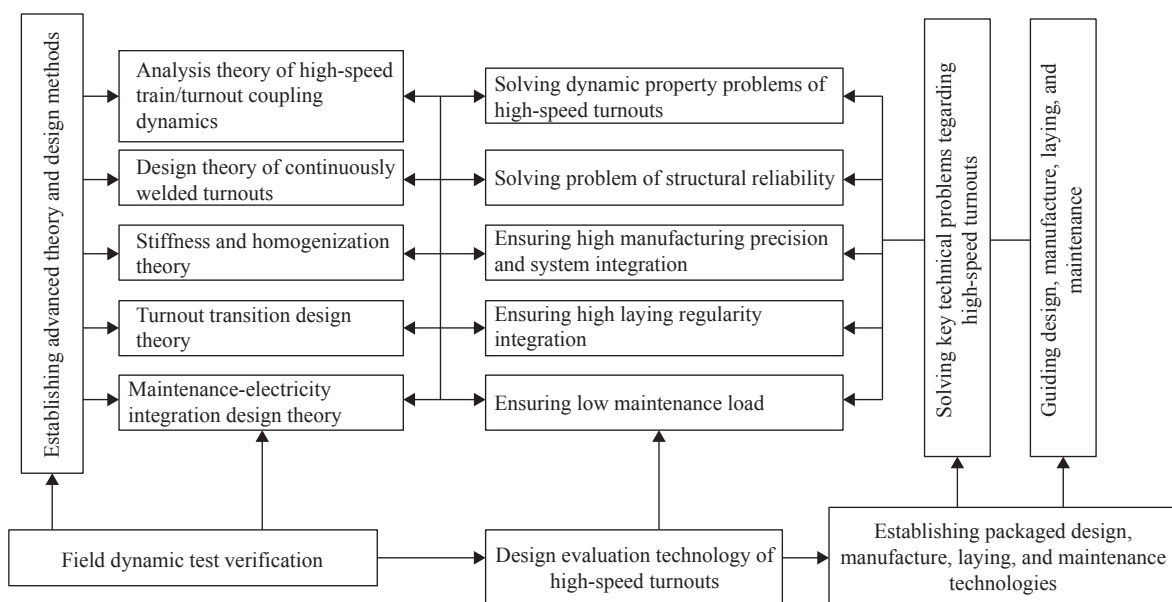 Establishing advanced theory and design methods
Analysis theory of high-speed
train/turnout coupling
dynamics
Design theory of continuously
welded turnouts
Stiffness and homogenization
theory
Turnout transition design
theory
Maintenance-electricity
integration design theory
Solving dynamic property problems of
high-speed turnouts
Solving problem of structural reliability
Ensuring high manufacturing precision
and system integration
Ensuring high laying regularity
integration
Ensuring low maintenance load
Solving key technical problems tegarding
high-speed turnouts
Guiding design, manufacture, laying, and
maintenance
Field dynamic test verification
Design evaluation technology of
high-speed turnouts
Establishing packaged design,
manufacture, laying, and maintenance
technologies